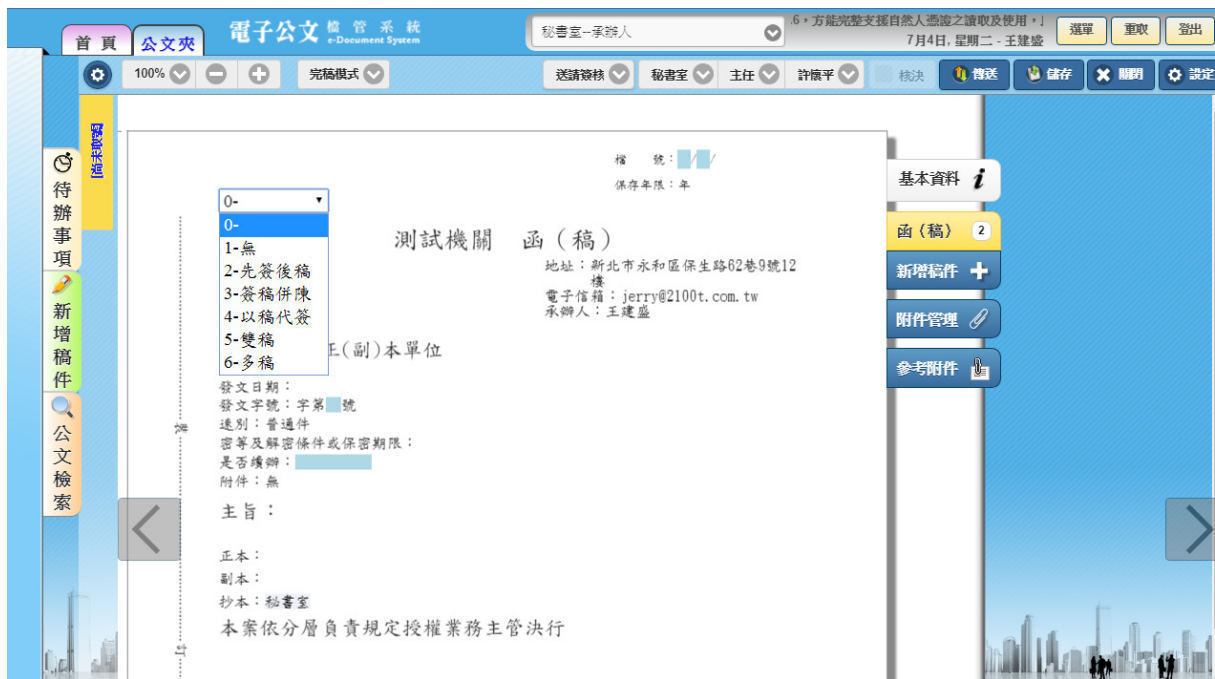 首頁
公文夾
電子公文檔管系統
e-Document System
秘書室--承辦人
.6，方能完整支援自然人憑證之讀取及使用，
7月4日, 星期二 - 王建盛
選單
重取
登出
100%
完稿模式
送請簽核
秘書室
主任
許懷平
核決
傳送
儲存
關閉
設定
[尚未取號]
待辦事項
新增稿件
公文檢索
檔 號： / /
保存年限：年
0-
0-
1-無
2-先簽後稿
3-簽稿併陳
4-以稿代簽
5-雙稿
6-多稿
測試機關 函（稿）
地址：新北市永和區保生路62巷9號12
樓
電子信箱：jerry@2100t.com.tw
承辦人：王建盛
正(副)本單位
發文日期：
發文字號：字第 號
速別：普通件
密等及解密條件或保密期限：
是否續辦：
附件：無
主旨：
正本：
副本：
抄本：秘書室
本案依分層負責規定授權業務主管決行
裝
訂
基本資料
函（稿） 2
新增稿件
附件管理
參考附件